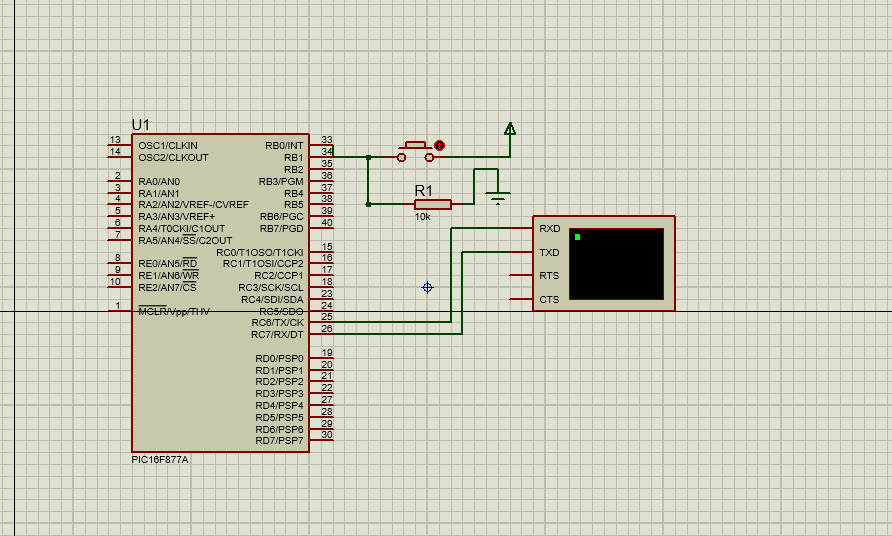 U1
13 OSC1/CLKIN
14 OSC2/CLKOUT
2 RA0/AN0
3 RA1/AN1
4 RA2/AN2/VREF-/CVREF
5 RA3/AN3/VREF+
6 RA4/T0CKI/C1OUT
7 RA5/AN4/SS/C2OUT
8 RE0/AN5/RD
9 RE1/AN6/WR
10 RE2/AN7/CS
1 MCLR/Vpp/THV
RB0/INT 33
RB1 34
RB2 35
RB3/PGM 36
RB4 37
RB5 38
RB6/PGC 39
RB7/PGD 40
RC0/T1OSO/T1CKI 15
RC1/T1OSI/CCP2 16
RC2/CCP1 17
RC3/SCK/SCL 18
RC4/SDI/SDA 23
RC5/SDO 24
RC6/TX/CK 25
RC7/RX/DT 26
RD0/PSP0 19
RD1/PSP1 20
RD2/PSP2 21
RD3/PSP3 22
RD4/PSP4 27
RD5/PSP5 28
RD6/PSP6 29
RD7/PSP7 30
PIC16F877A
R1
10k
RXD
TXD
RTS
CTS